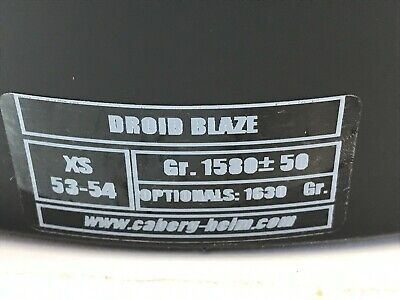 DROID BLAZE
XS Gr. 1580± 50
53-54 OPTIONALS: 1630 Gr.
www.caberg-helm.com